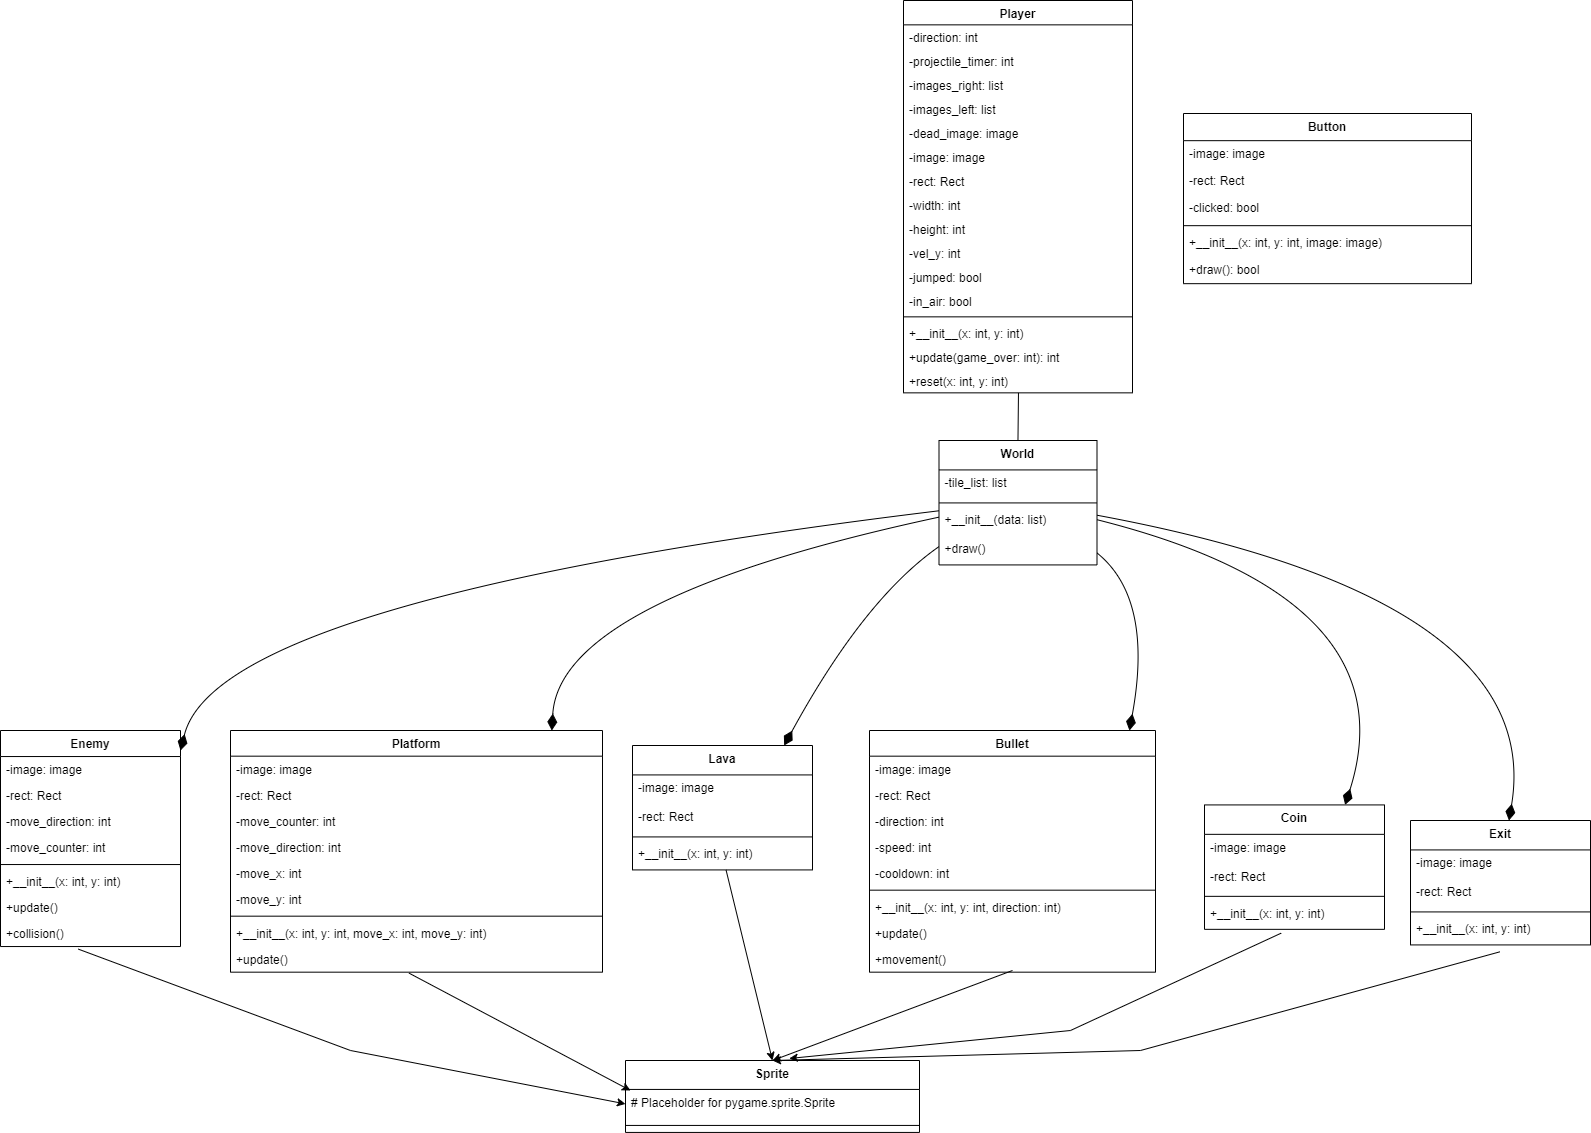 Player
-direction: int
-projectile_timer: int
-images_right: list
-images_left: list
-dead_image: image
-image: image
-rect: Rect
-width: int
-height: int
-vel_y: int
-jumped: bool
-in_air: bool
+__init__(x: int, y: int)
+update(game_over: int): int
+reset(x: int, y: int)
Button
-image: image
-rect: Rect
-clicked: bool
+__init__(x: int, y: int, image: image)
+draw(): bool
World
-tile_list: list
+__init__(data: list)
+draw()
Enemy
-image: image
-rect: Rect
-move_direction: int
-move_counter: int
+__init__(x: int, y: int)
+update()
+collision()
Platform
-image: image
-rect: Rect
-move_counter: int
-move_direction: int
-move_x: int
-move_y: int
+__init__(x: int, y: int, move_x: int, move_y: int)
+update()
Lava
-image: image
-rect: Rect
+__init__(x: int, y: int)
Bullet
-image: image
-rect: Rect
-direction: int
-speed: int
-cooldown: int
+__init__(x: int, y: int, direction: int)
+update()
+movement()
Coin
-image: image
-rect: Rect
+__init__(x: int, y: int)
Exit
-image: image
-rect: Rect
+__init__(x: int, y: int)
Sprite
# Placeholder for pygame.sprite.Sprite